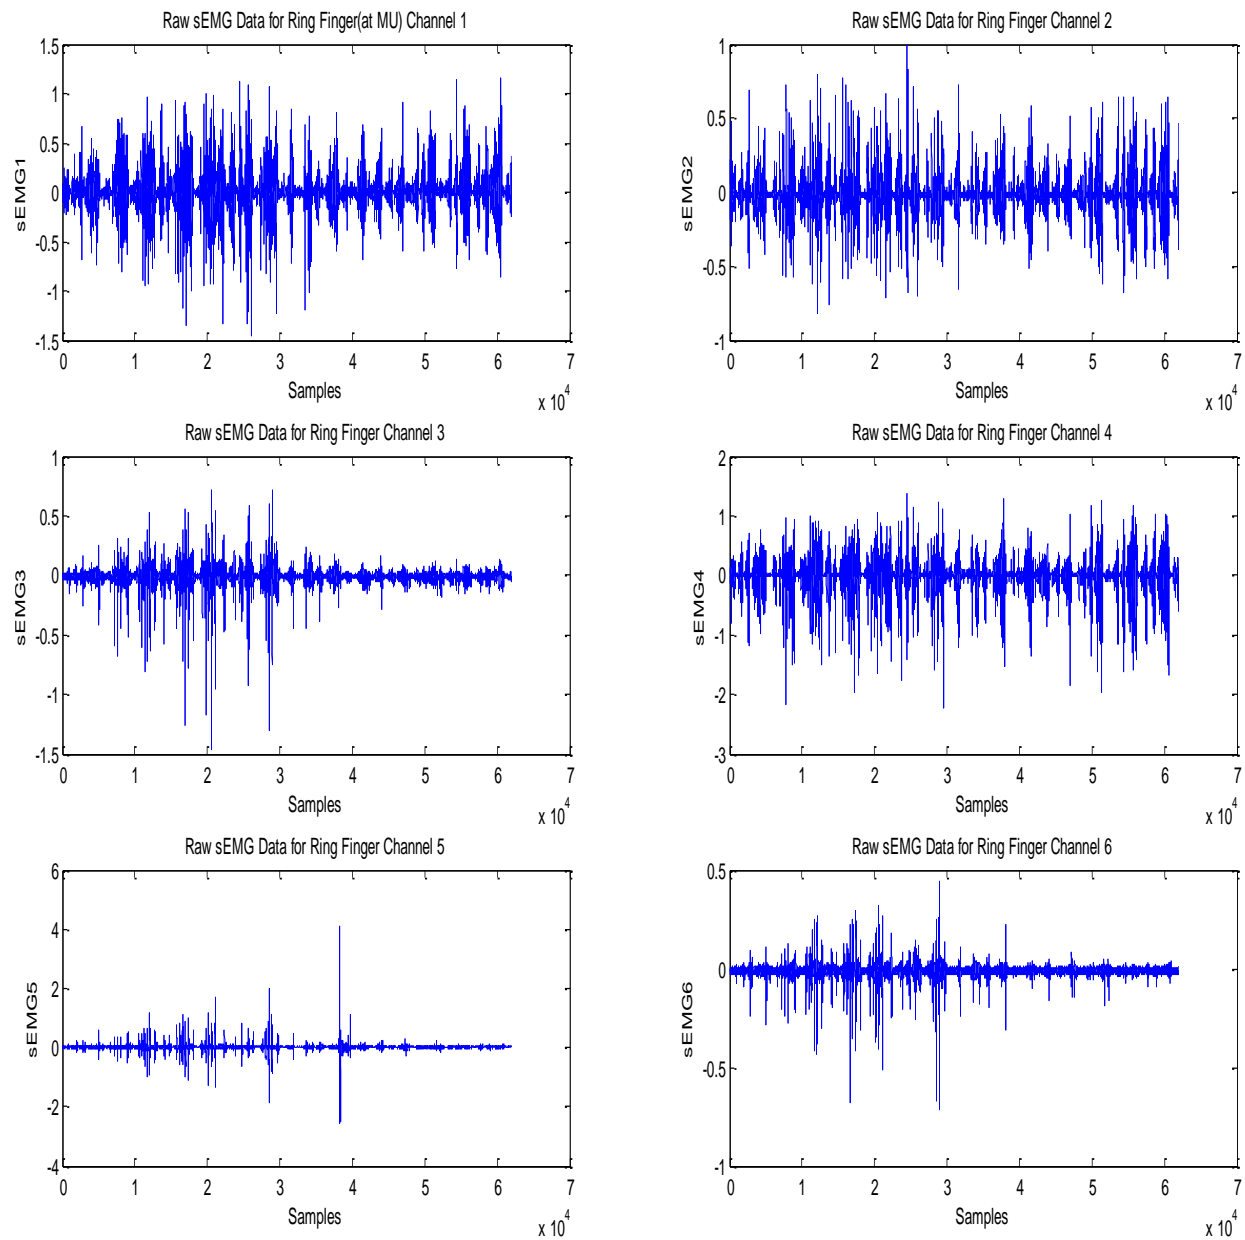 Raw sEMG Data for Ring Finger(at MU) Channel 1
1.5
1
0.5
0
-0.5
-1
-1.5
sEMG1
0 1 2 3 4 5 6 7
Samples
x 10^4
Raw sEMG Data for Ring Finger Channel 2
1
0.5
0
-0.5
-1
sEMG2
0 1 2 3 4 5 6 7
Samples
x 10^4
Raw sEMG Data for Ring Finger Channel 3
1
0.5
0
-0.5
-1
-1.5
sEMG3
0 1 2 3 4 5 6 7
Samples
x 10^4
Raw sEMG Data for Ring Finger Channel 4
2
1
0
-1
-2
-3
sEMG4
0 1 2 3 4 5 6 7
Samples
x 10^4
Raw sEMG Data for Ring Finger Channel 5
6
4
2
0
-2
-4
sEMG5
0 1 2 3 4 5 6 7
Samples
x 10^4
Raw sEMG Data for Ring Finger Channel 6
0.5
0
-0.5
-1
sEMG6
0 1 2 3 4 5 6 7
Samples
x 10^4